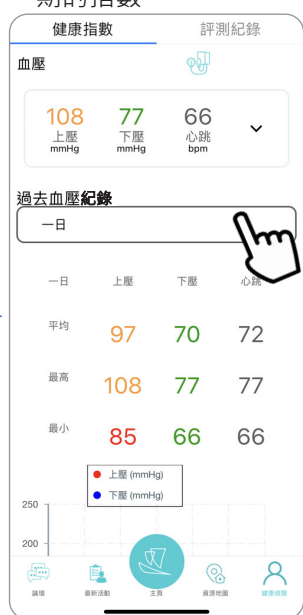 健康指數 評測紀錄
血壓
108 77 66
上壓 下壓 心跳
mmHg mmHg bpm
過去血壓紀錄
一日
一日 上壓 下壓 心跳
平均 97 70 72
最高 108 77 77
最小 85 66 66
上壓 (mmHg)
下壓 (mmHg)
250
200
論壇 最新活動 主頁 資源地圖 健康總覽